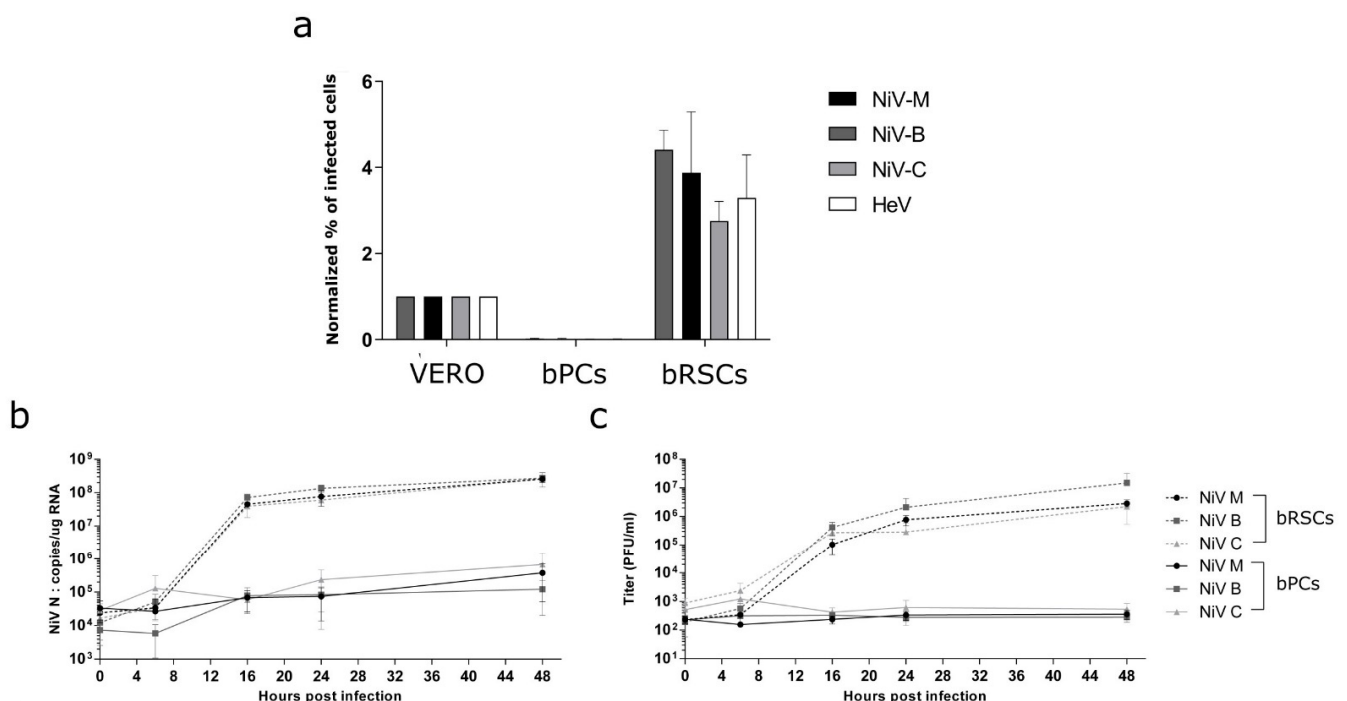 a
Normalized % of infected cells
6
4
2
0
VERO bPCs bRSCs
NiV-M
NiV-B
NiV-C
HeV
b
NiV N : copies/ug RNA
10⁹
10⁸
10⁷
10⁶
10⁵
10⁴
10³
0 4 8 12 16 20 24 28 32 36 40 44 48
Hours post infection
c
Titer (PFU/ml)
10⁸
10⁷
10⁶
10⁵
10⁴
10³
10²
10¹
0 4 8 12 16 20 24 28 32 36 40 44 48
Hours post infection
NiV M
NiV B
NiV C
bRSCs
NiV M
NiV B
NiV C
bPCs